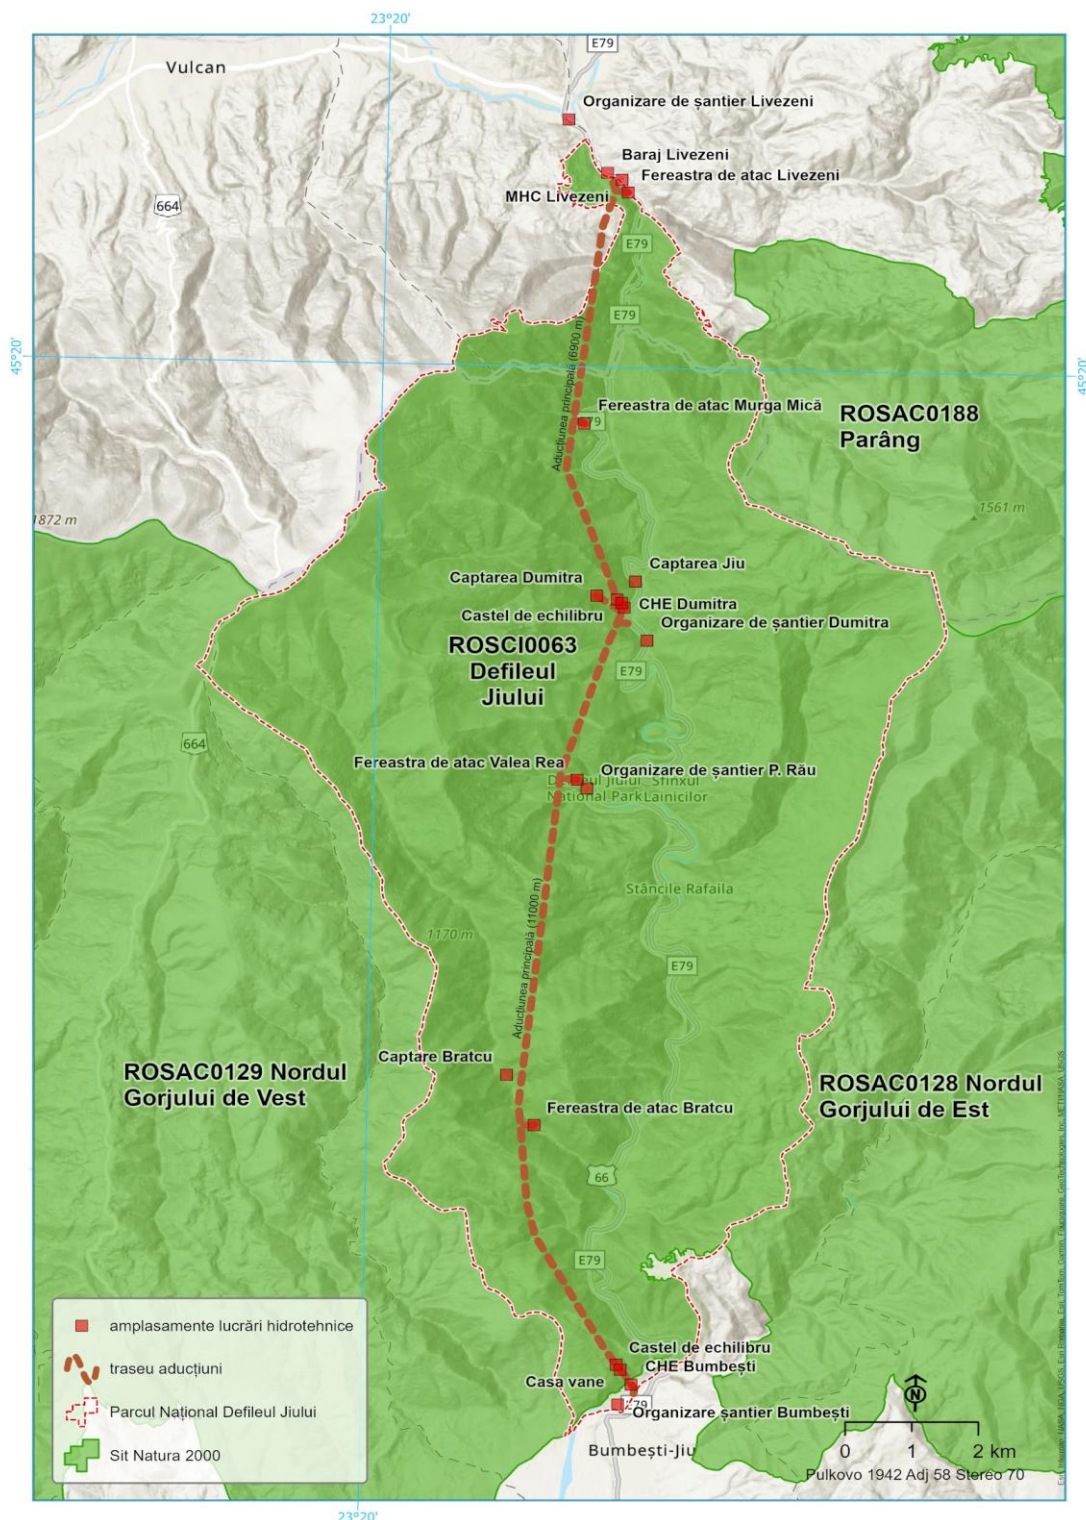 23°20'
E79
Vulcan
Organizare de șantier Livezeni
Baraj Livezeni
Fereastra de atac Livezeni
MHC Livezeni
664
E79
E79
45°20'
45°20'
Aducțiunea principală (6900 m)
Fereastra de atac Murga Mică
ROSAC0188
Parâng
1872 m
1561 m
Captarea Jiu
Captarea Dumitra
CHE Dumitra
Castel de echilibru
Organizare de șantier Dumitra
ROSCI0063
Defileul
Jiului
E79
664
Fereastra de atac Valea Rea
Organizare de șantier P. Rău
Jiului
Sfinxul
National Park
Lainicilor
Stâncile Rafaila
1170 m
Aducțiunea principală (11000 m)
E79
Captare Bratcu
ROSAC0129 Nordul
Gorjului de Vest
ROSAC0128 Nordul
Gorjului de Est
Fereastra de atac Bratcu
66
E79
Castel de echilibru
CHE Bumbești
Casa vane
Organizare șantier Bumbești
Bumbești-Jiu
amplasamente lucrări hidrotehnice
traseu aducțiuni
Parcul Național Defileul Jiului
Sit Natura 2000
N
0 1 2 km
Pulkovo 1942 Adj 58 Stereo 70
23°20'